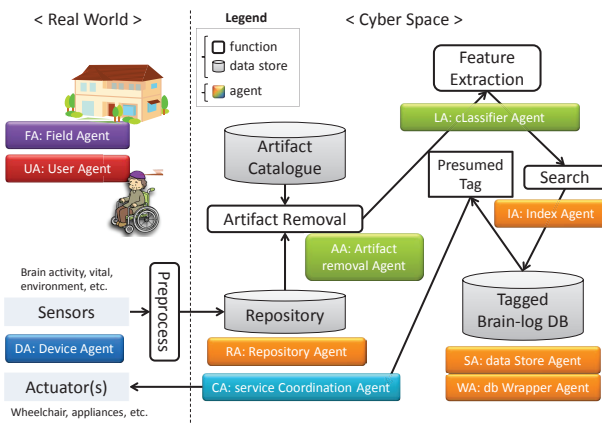 < Real World >
Legend
< Cyber Space >
function
data store
agent
Feature
Extraction
FA: Field Agent
LA: cLassifier Agent
UA: User Agent
Artifact
Catalogue
Presumed
Tag
Search
Artifact Removal
IA: Index Agent
AA: Artifact
removal Agent
Brain activity, vital,
environment, etc.
Preprocess
Sensors
Repository
Tagged
Brain-log DB
DA: Device Agent
RA: Repository Agent
SA: data Store Agent
Actuator(s)
CA: service Coordination Agent
WA: db Wrapper Agent
Wheelchair, appliances, etc.